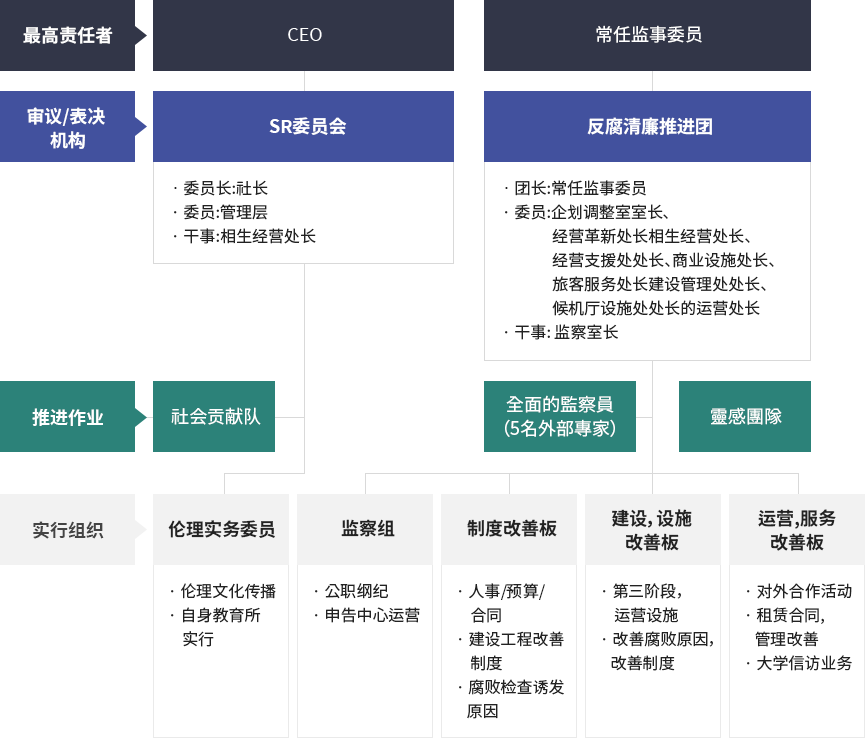 最高责任者
CEO
常任监事委员
审议/表决
机构
SR委员会
反腐清廉推进团
· 委员长:社长
· 委员:管理层
· 干事:相生经营处长
· 团长:常任监事委员
· 委员:企划调整室室长、
经营革新处长相生经营处长、
经营支援处处长、商业设施处长、
旅客服务处长建设管理处处长、
候机厅设施处处长的运营处长
· 干事: 监察室长
推进作业
社会贡献队
全面的監察員
(5名外部專家)
靈感團隊
实行组织
伦理实务委员
监察组
制度改善板
建设, 设施
改善板
运营,服务
改善板
· 伦理文化传播
· 自身教育所
实行
· 公职纲纪
· 申告中心运营
· 人事/预算/
合同
· 建设工程改善
制度
· 腐败检查诱发
原因
· 第三阶段,
运营设施
· 改善腐败原因,
改善制度
· 对外合作活动
· 租赁合同,
管理改善
· 大学信访业务